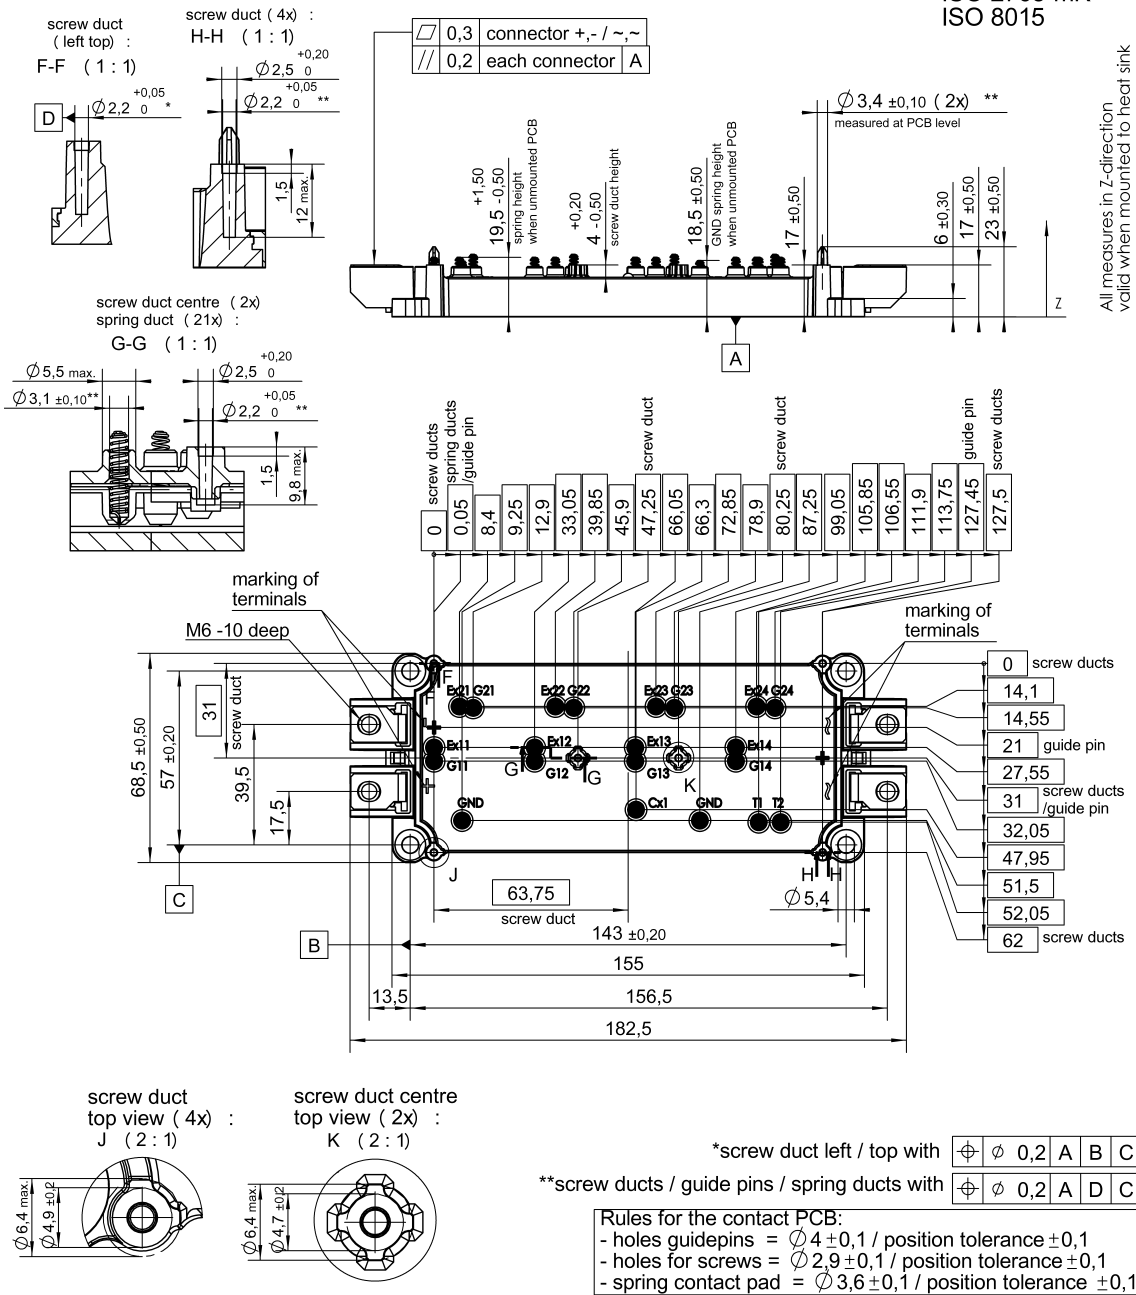 ISO 8015
screw duct
( left top) :
F-F ( 1 : 1)
+0,05
∅2,2 0 *
D
screw duct ( 4x) :
H-H ( 1 : 1)
+0,20
∅2,5 0
+0,05
∅2,2 0 **
1,5
12 max.
0,3 connector +,- / ~,~
// 0,2 each connector A
∅3,4 ±0,10 ( 2x) **
measured at PCB level
All measures in Z-direction
valid when mounted to heat sink
+1,50
19,5 -0,50
spring height
when unmounted PCB
+0,20
4 -0,50
screw duct height
18,5 ±0,50
GND spring height
when unmounted PCB
17 ±0,50
6 ±0,30
17 ±0,50
23 ±0,50
Z
A
screw duct centre ( 2x)
spring duct ( 21x) :
G-G ( 1 : 1)
∅5,5 max.
∅3,1 ±0,10**
+0,20
∅2,5 0
+0,05
∅2,2 0 **
1,5
9,8 max.
screw ducts
spring ducts
/guide pin
screw duct
screw duct
guide pin
screw ducts
0
0,05
8,4
9,25
12,9
33,05
39,85
45,9
47,25
66,05
66,3
72,85
78,9
80,25
87,25
99,05
105,85
106,55
111,9
113,75
127,45
127,5
marking of
terminals
M6 -10 deep
marking of
terminals
0 screw ducts
14,1
14,55
21 guide pin
27,55
31 screw ducts
/guide pin
32,05
47,95
51,5
52,05
62 screw ducts
68,5 ±0,50
57 ±0,20
31
screw duct
39,5
17,5
F
F
Ex21 G21
Ex22 G22
Ex23 G23
Ex24 G24
Ex11
G11
Ex12
G12
Ex13
G13
Ex14
G14
G
G
K
GND
Cx1
GND
T1 T2
J
H H
C
63,75
screw duct
∅5,4
B
143 ±0,20
155
13,5
156,5
182,5
screw duct
top view ( 4x) :
J ( 2 : 1)
∅6,4 max.
∅4,9 ±0,2
screw duct centre
top view ( 2x) :
K ( 2 : 1)
∅6,4 max.
∅4,7 ±0,2
*screw duct left / top with ⌖ ∅ 0,2 A B C
**screw ducts / guide pins / spring ducts with ⌖ ∅ 0,2 A D C
Rules for the contact PCB:
- holes guidepins = ∅4±0,1 / position tolerance±0,1
- holes for screws = ∅2,9±0,1 / position tolerance±0,1
- spring contact pad = ∅3,6±0,1 / position tolerance ±0,1